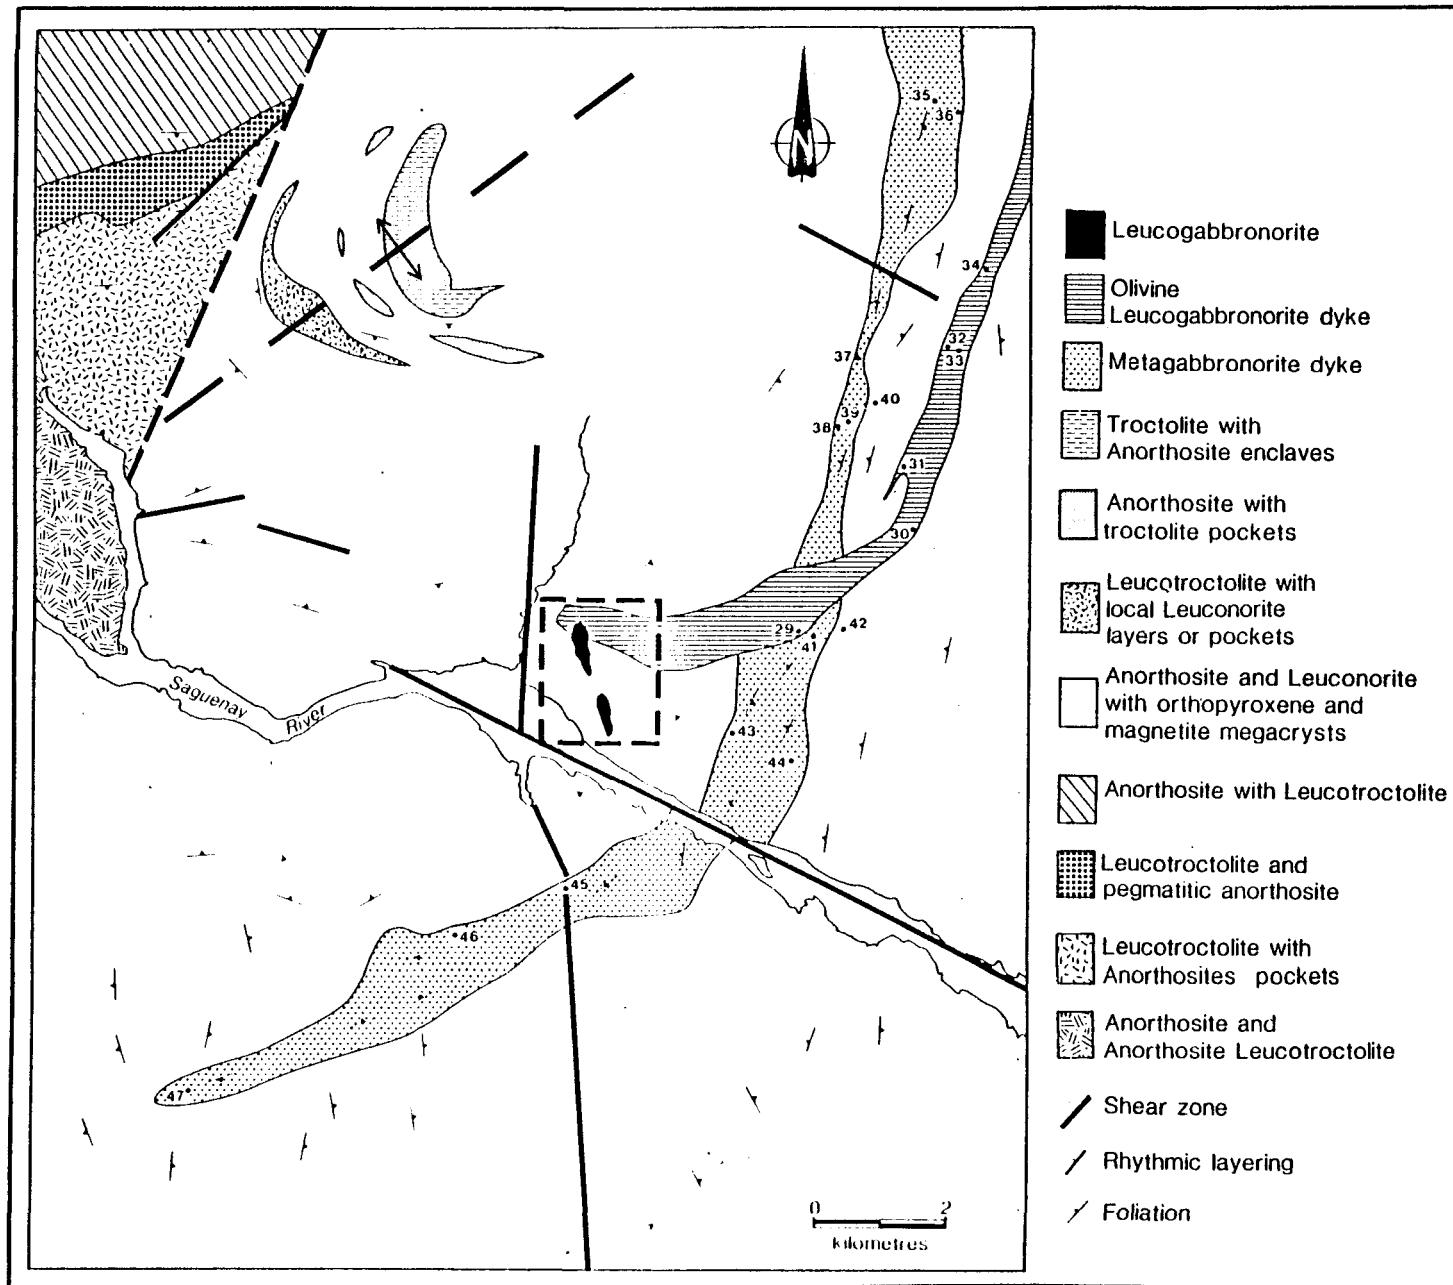 N
35
36
34
32
33
37
40
39
38
31
30
29
41
42
43
44
45
46
47
Saguenay
River
0 2
kilometres
Leucogabbronorite
Olivine
Leucogabbronorite dyke
Metagabbronorite dyke
Troctolite with
Anorthosite enclaves
Anorthosite with
troctolite pockets
Leucotroctolite with
local Leuconorite
layers or pockets
Anorthosite and Leuconorite
with orthopyroxene and
magnetite megacrysts
Anorthosite with Leucotroctolite
Leucotroctolite and
pegmatitic anorthosite
Leucotroctolite with
Anorthosites pockets
Anorthosite and
Anorthosite Leucotroctolite
Shear zone
Rhythmic layering
Foliation